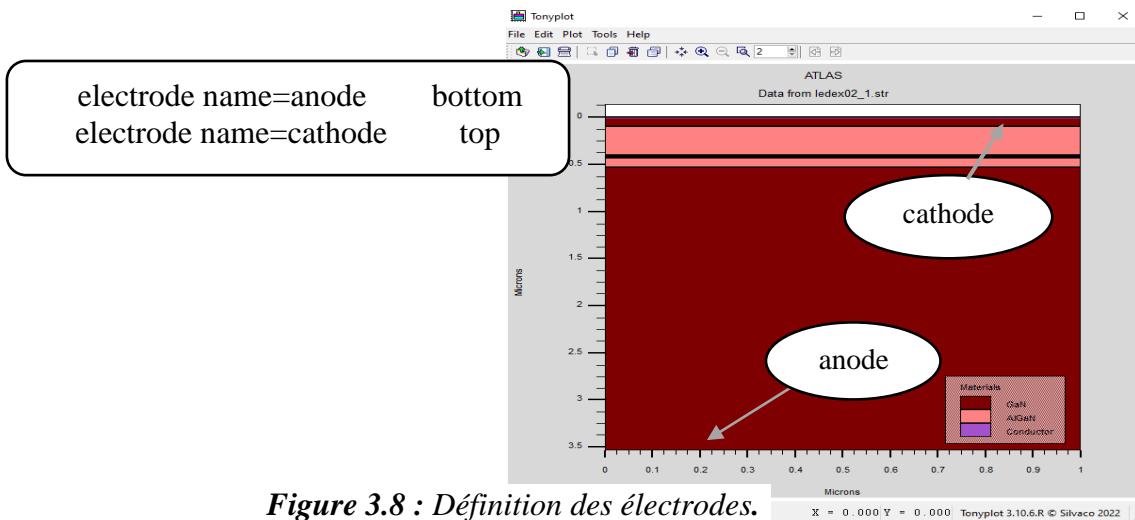 Tonyplot
File Edit Plot Tools Help
2
electrode name=anode bottom
electrode name=cathode top
ATLAS
Data from ledex02_1.str
Microns
0
0.5
1
1.5
2
2.5
3
3.5
cathode
anode
Materials
GaN
AlGaN
Conductor
0 0.1 0.2 0.3 0.4 0.5 0.6 0.7 0.8 0.9 1
Microns
X = 0.000 Y = 0.000 Tonyplot 3.10.6.R © Silvaco 2022
Figure 3.8 : Définition des électrodes.